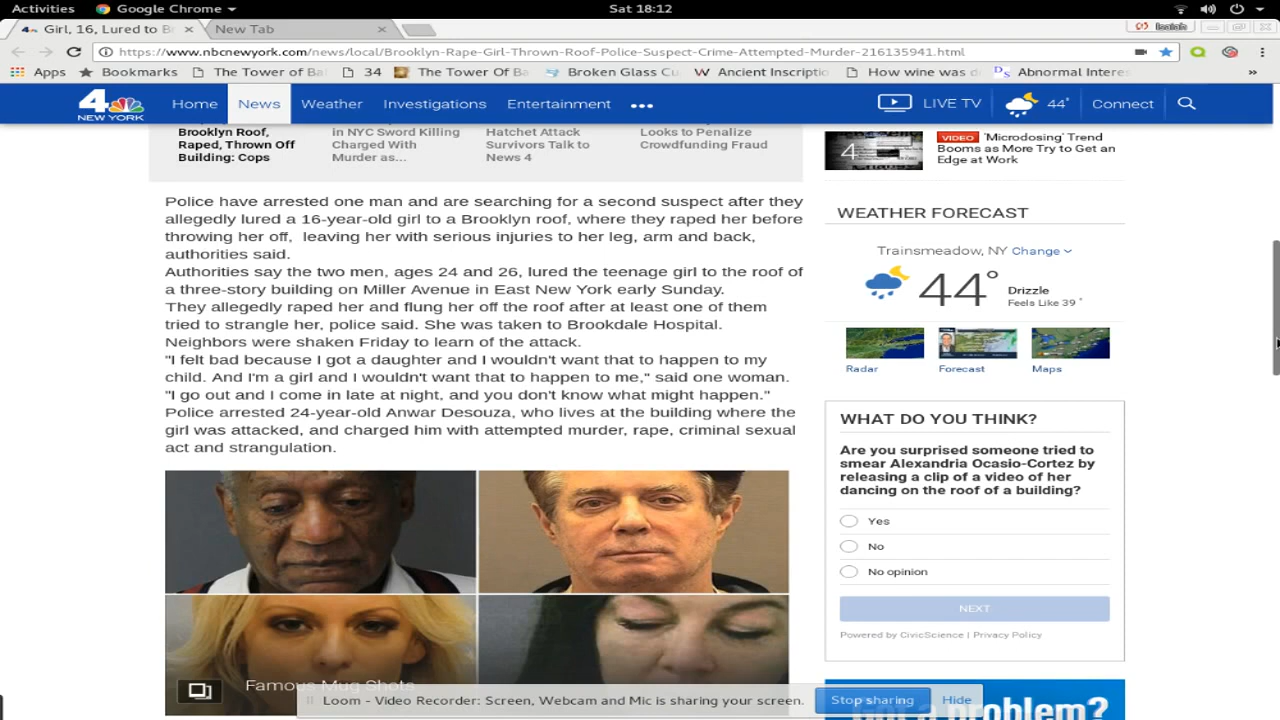 Activities Google Chrome Sat 18:12
Girl, 16, Lured to Br New Tab Isaiah
https://www.nbcnewyork.com/news/local/Brooklyn-Rape-Girl-Thrown-Roof-Police-Suspect-Crime-Attempted-Murder-216135941.html
Apps Bookmarks The Tower of Ba 34 The Tower Of Ba Broken Glass Cu Ancient Inscriptio How wine was d Abnormal Interes »
4 NEW YORK Home News Weather Investigations Entertainment ••• LIVE TV 44° Connect
Brooklyn Roof,
Raped, Thrown Off
Building: Cops
in NYC Sword Killing
Charged With
Murder as...
Hatchet Attack
Survivors Talk to
News 4
Looks to Penalize
Crowdfunding Fraud
Police have arrested one man and are searching for a second suspect after they
allegedly lured a 16-year-old girl to a Brooklyn roof, where they raped her before
throwing her off, leaving her with serious injuries to her leg, arm and back,
authorities said.
Authorities say the two men, ages 24 and 26, lured the teenage girl to the roof of
a three-story building on Miller Avenue in East New York early Sunday.
They allegedly raped her and flung her off the roof after at least one of them
tried to strangle her, police said. She was taken to Brookdale Hospital.
Neighbors were shaken Friday to learn of the attack.
"I felt bad because I got a daughter and I wouldn't want that to happen to my
child. And I'm a girl and I wouldn't want that to happen to me," said one woman.
"I go out and I come in late at night, and you don't know what might happen."
Police arrested 24-year-old Anwar Desouza, who lives at the building where the
girl was attacked, and charged him with attempted murder, rape, criminal sexual
act and strangulation.
Famous Mug Shots
4
VIDEO 'Microdosing' Trend
Booms as More Try to Get an
Edge at Work
WEATHER FORECAST
Trainsmeadow, NY Change
44°
Drizzle
Feels Like 39 °
Radar Forecast Maps
WHAT DO YOU THINK?
Are you surprised someone tried to
smear Alexandria Ocasio-Cortez by
releasing a clip of a video of her
dancing on the roof of a building?
Yes
No
No opinion
NEXT
Powered by CivicScience | Privacy Policy
a problem?
Loom - Video Recorder: Screen, Webcam and Mic is sharing your screen. Stop sharing Hide